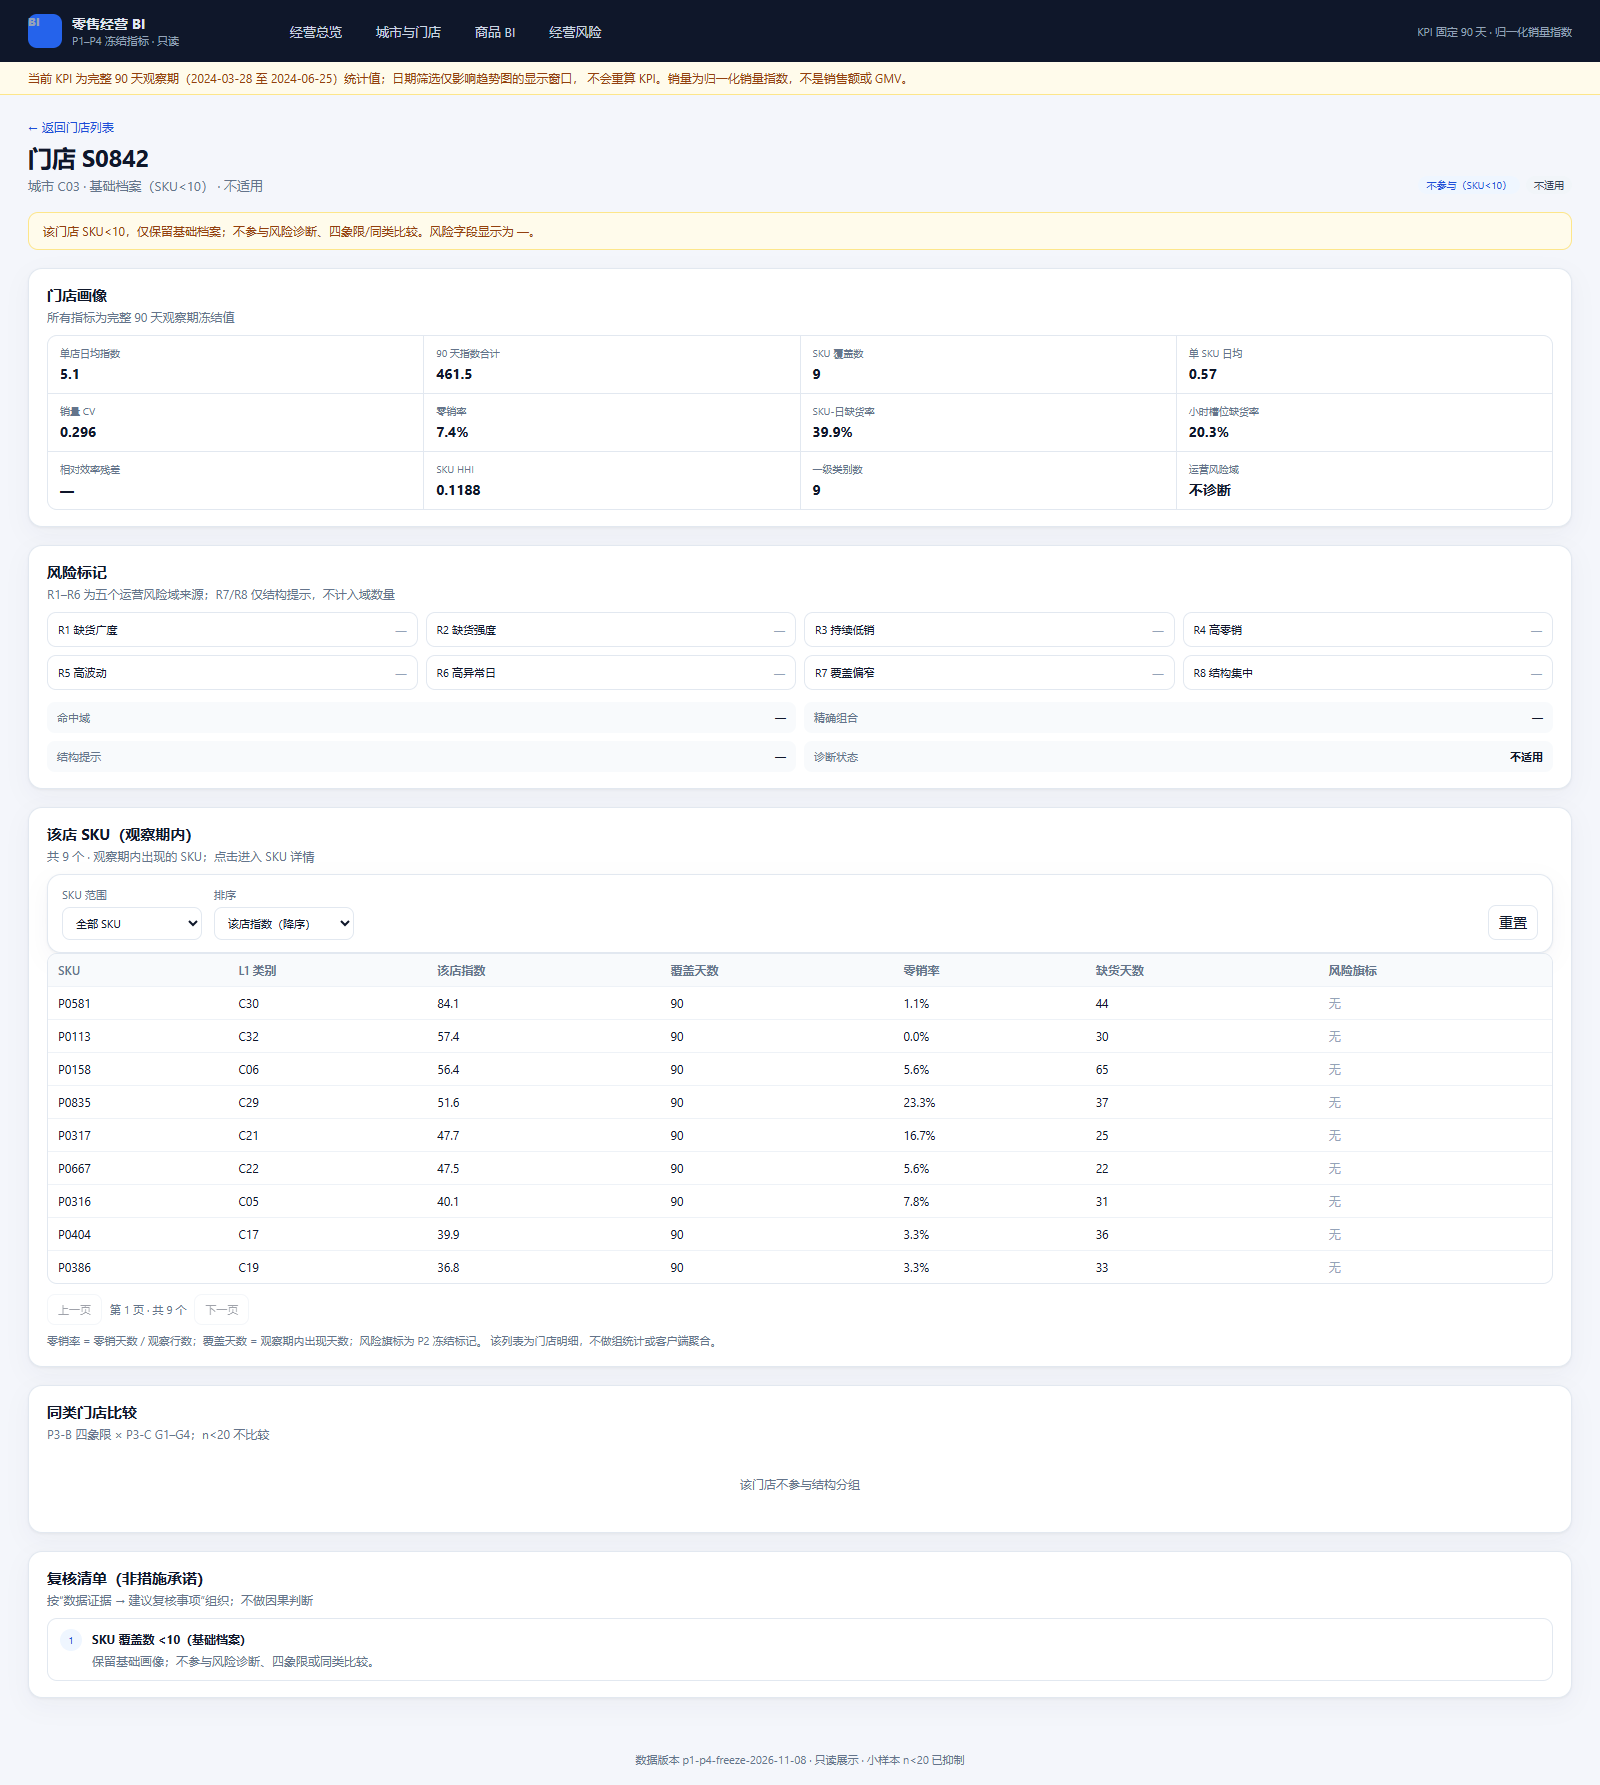 BI
零售经营 BI
P1–P4 冻结指标 · 只读
经营总览
城市与门店
商品 BI
经营风险
KPI 固定 90 天 · 归一化销量指数
当前 KPI 为完整 90 天观察期（2024-03-28 至 2024-06-25）统计值；日期筛选仅影响趋势图的显示窗口， 不会重算 KPI。销量为归一化销量指数，不是销售额或 GMV。
← 返回门店列表
门店 S0842
城市 C03 · 基础档案（SKU<10） · 不适用
不参与（SKU<10）
不适用
该门店 SKU<10，仅保留基础档案；不参与风险诊断、四象限/同类比较。风险字段显示为 —。
门店画像
所有指标为完整 90 天观察期冻结值
单店日均指数
5.1
90 天指数合计
461.5
SKU 覆盖数
9
单 SKU 日均
0.57
销量 CV
0.296
零销率
7.4%
SKU-日缺货率
39.9%
小时槽位缺货率
20.3%
相对效率残差
—
SKU HHI
0.1188
一级类别数
9
运营风险域
不诊断
风险标记
R1–R6 为五个运营风险域来源；R7/R8 仅结构提示，不计入域数量
R1 缺货广度 —
R2 缺货强度 —
R3 持续低销 —
R4 高零销 —
R5 高波动 —
R6 高异常日 —
R7 覆盖偏窄 —
R8 结构集中 —
命中域 —
精确组合 —
结构提示 —
诊断状态 不适用
该店 SKU（观察期内）
共 9 个 · 观察期内出现的 SKU；点击进入 SKU 详情
SKU 范围
全部 SKU
排序
该店指数（降序）
重置
SKU L1 类别 该店指数 覆盖天数 零销率 缺货天数 风险旗标
P0581 C30 84.1 90 1.1% 44 无
P0113 C32 57.4 90 0.0% 30 无
P0158 C06 56.4 90 5.6% 65 无
P0835 C29 51.6 90 23.3% 37 无
P0317 C21 47.7 90 16.7% 25 无
P0667 C22 47.5 90 5.6% 22 无
P0316 C05 40.1 90 7.8% 31 无
P0404 C17 39.9 90 3.3% 36 无
P0386 C19 36.8 90 3.3% 33 无
上一页 第 1 页 · 共 9 个 下一页
零销率 = 零销天数 / 观察行数；覆盖天数 = 观察期内出现天数；风险旗标为 P2 冻结标记。 该列表为门店明细，不做组统计或客户端聚合。
同类门店比较
P3-B 四象限 × P3-C G1–G4；n<20 不比较
该门店不参与结构分组
复核清单（非措施承诺）
按“数据证据 → 建议复核事项”组织；不做因果判断
1 SKU 覆盖数 <10（基础档案）
保留基础画像；不参与风险诊断、四象限或同类比较。
数据版本 p1-p4-freeze-2026-11-08 · 只读展示 · 小样本 n<20 已抑制